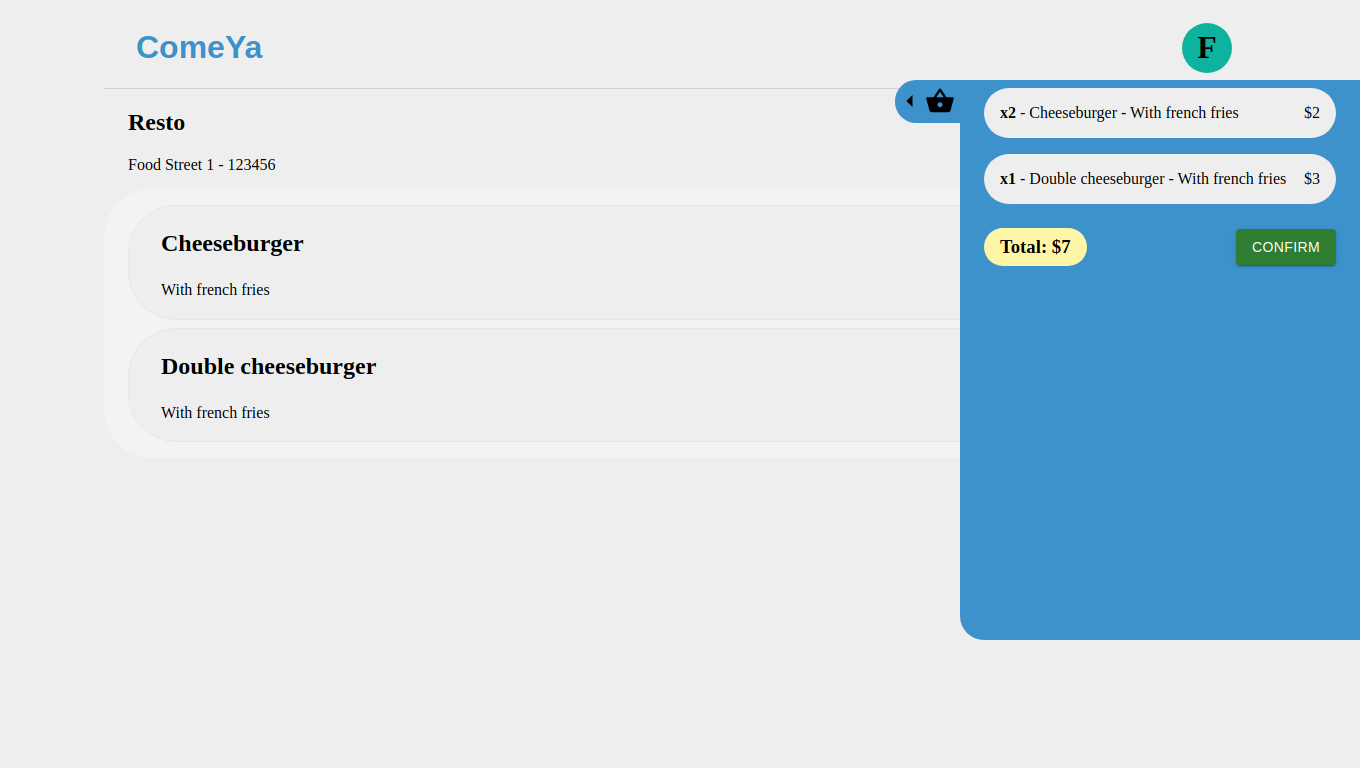 ComeYa
F
Resto
Food Street 1 - 123456
Cheeseburger
With french fries
Double cheeseburger
With french fries
x2 - Cheeseburger - With french fries $2
x1 - Double cheeseburger - With french fries $3
Total: $7 CONFIRM